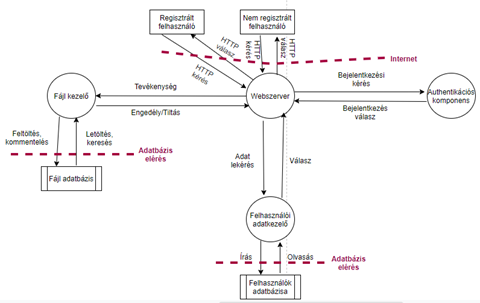 Regisztrált
felhasználó
Nem regisztrált
felhasználó
HTTP
válasz
HTTP
kérés
HTTP
kérés
HTTP
válasz
Internet
Fájl kezelő
Tevékenység
Engedély/Tiltás
Webszerver
Bejelentkezési
kérés
Bejelentkezés
válasz
Authentikációs
komponens
Feltöltés,
kommentelés
Letöltés,
keresés
Adatbázis
elérés
Fájl adatbázis
Adat
lekérés
Válasz
Felhasználói
adatkezelő
Írás
Olvasás
Adatbázis
elérés
Felhasználók
adatbázisa